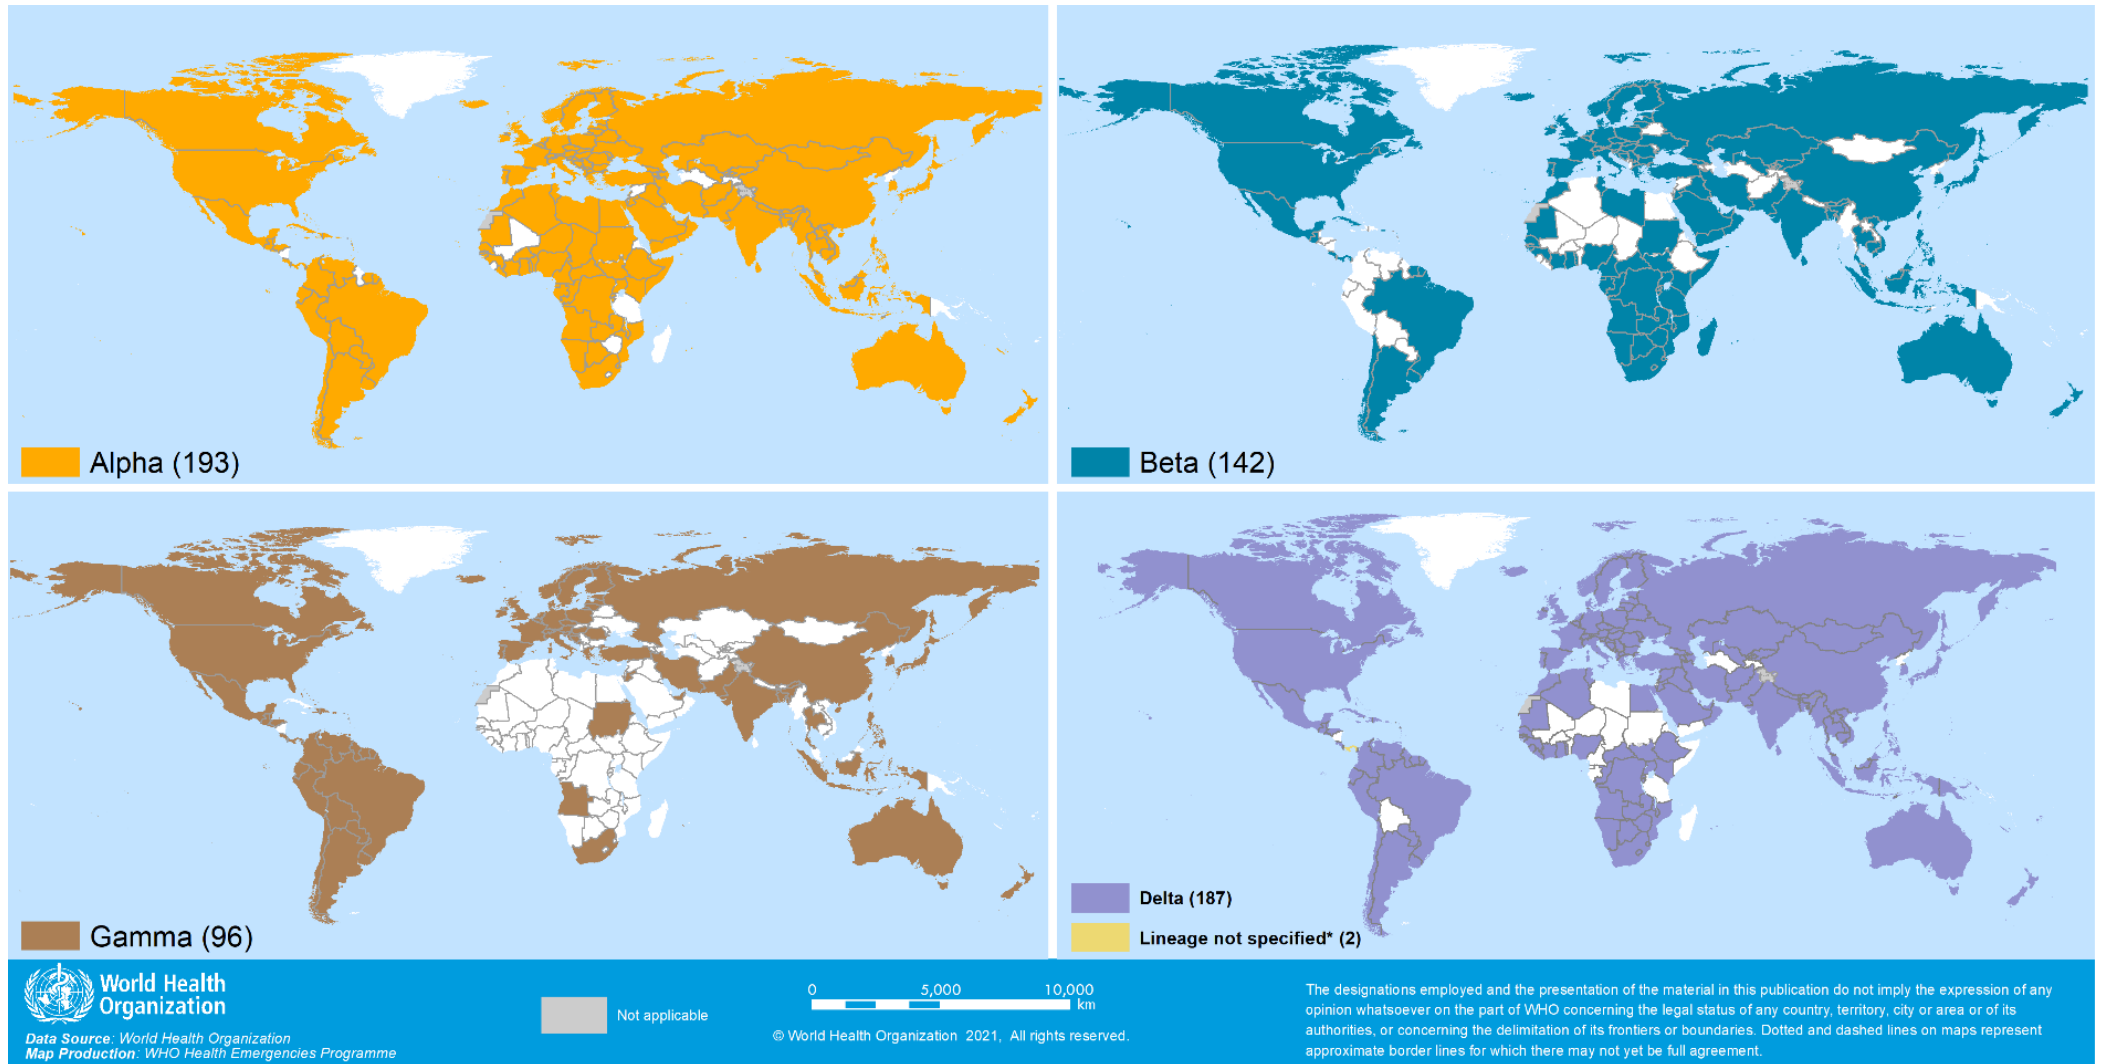 Alpha (193)
Beta (142)
Gamma (96)
Delta (187)
Lineage not specified* (2)
World Health
Organization
Data Source: World Health Organization
Map Production: WHO Health Emergencies Programme
Not applicable
0 5,000 10,000
km
© World Health Organization 2021, All rights reserved.
The designations employed and the presentation of the material in this publication do not imply the expression of any
opinion whatsoever on the part of WHO concerning the legal status of any country, territory, city or area or of its
authorities, or concerning the delimitation of its frontiers or boundaries. Dotted and dashed lines on maps represent
approximate border lines for which there may not yet be full agreement.